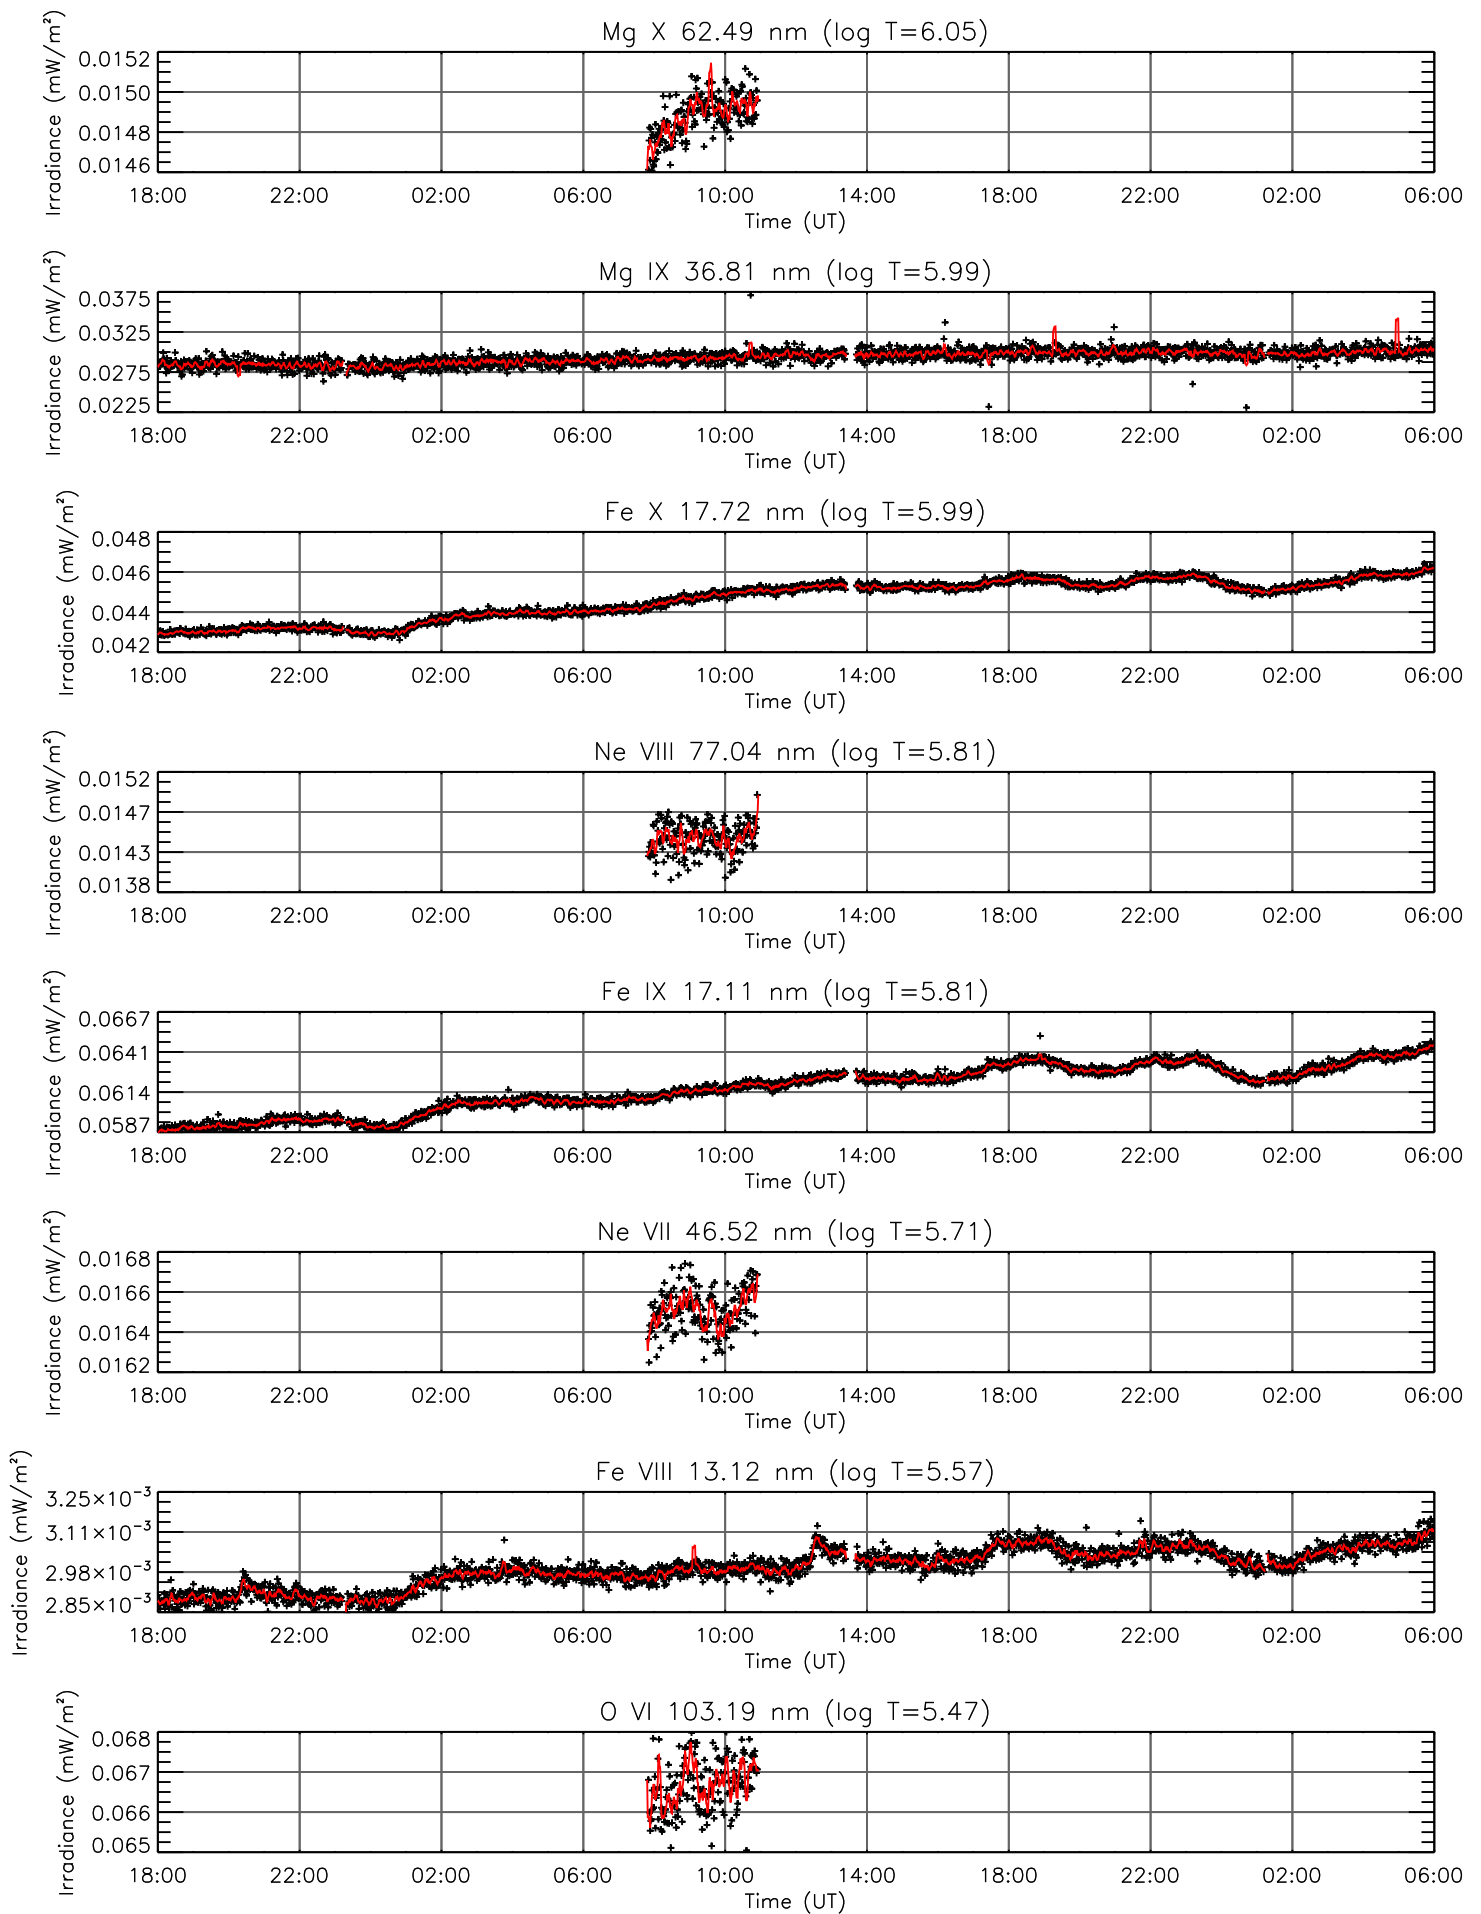 Mg X 62.49 nm (log T=6.05)
Irradiance (mW/m²)
0.0152
0.0150
0.0148
0.0146
18:00 22:00 02:00 06:00 10:00 14:00 18:00 22:00 02:00 06:00
Time (UT)
Mg IX 36.81 nm (log T=5.99)
Irradiance (mW/m²)
0.0375
0.0325
0.0275
0.0225
18:00 22:00 02:00 06:00 10:00 14:00 18:00 22:00 02:00 06:00
Time (UT)
Fe X 17.72 nm (log T=5.99)
Irradiance (mW/m²)
0.048
0.046
0.044
0.042
18:00 22:00 02:00 06:00 10:00 14:00 18:00 22:00 02:00 06:00
Time (UT)
Ne VIII 77.04 nm (log T=5.81)
Irradiance (mW/m²)
0.0152
0.0147
0.0143
0.0138
18:00 22:00 02:00 06:00 10:00 14:00 18:00 22:00 02:00 06:00
Time (UT)
Fe IX 17.11 nm (log T=5.81)
Irradiance (mW/m²)
0.0667
0.0641
0.0614
0.0587
18:00 22:00 02:00 06:00 10:00 14:00 18:00 22:00 02:00 06:00
Time (UT)
Ne VII 46.52 nm (log T=5.71)
Irradiance (mW/m²)
0.0168
0.0166
0.0164
0.0162
18:00 22:00 02:00 06:00 10:00 14:00 18:00 22:00 02:00 06:00
Time (UT)
Fe VIII 13.12 nm (log T=5.57)
Irradiance (mW/m²)
3.25×10⁻³
3.11×10⁻³
2.98×10⁻³
2.85×10⁻³
18:00 22:00 02:00 06:00 10:00 14:00 18:00 22:00 02:00 06:00
Time (UT)
O VI 103.19 nm (log T=5.47)
Irradiance (mW/m²)
0.068
0.067
0.066
0.065
18:00 22:00 02:00 06:00 10:00 14:00 18:00 22:00 02:00 06:00
Time (UT)